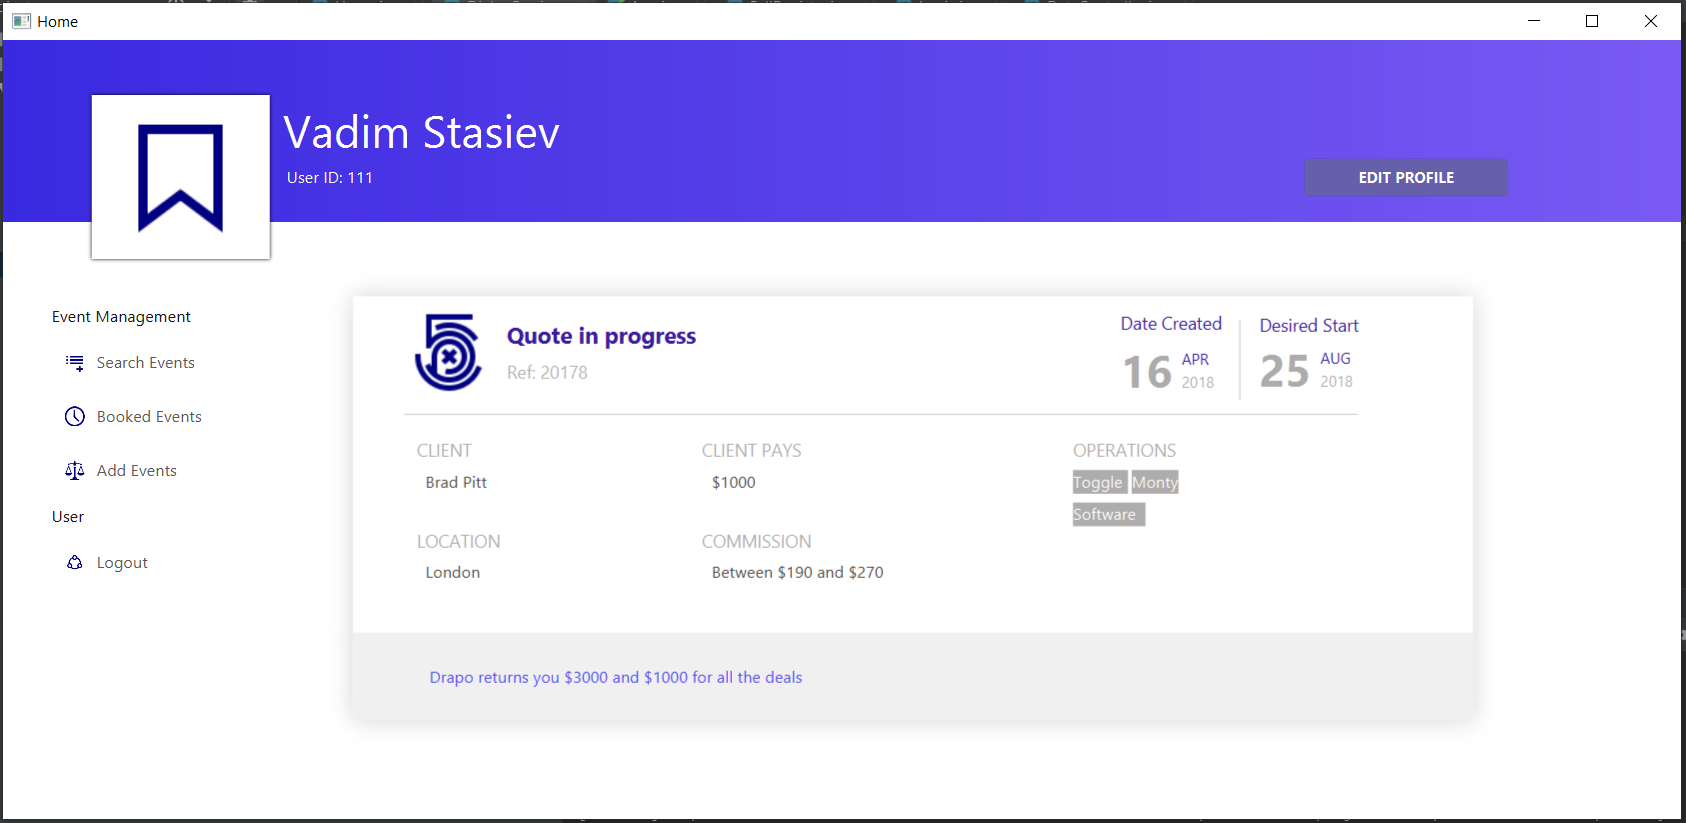 Home
Vadim Stasiev
User ID: 111
EDIT PROFILE
Event Management
Search Events
Booked Events
Add Events
User
Logout
Quote in progress
Ref: 20178
Date Created
16 APR 2018
Desired Start
25 AUG 2018
CLIENT
Brad Pitt
CLIENT PAYS
$1000
OPERATIONS
Toggle Monty
Software
LOCATION
London
COMMISSION
Between $190 and $270
Drapo returns you $3000 and $1000 for all the deals